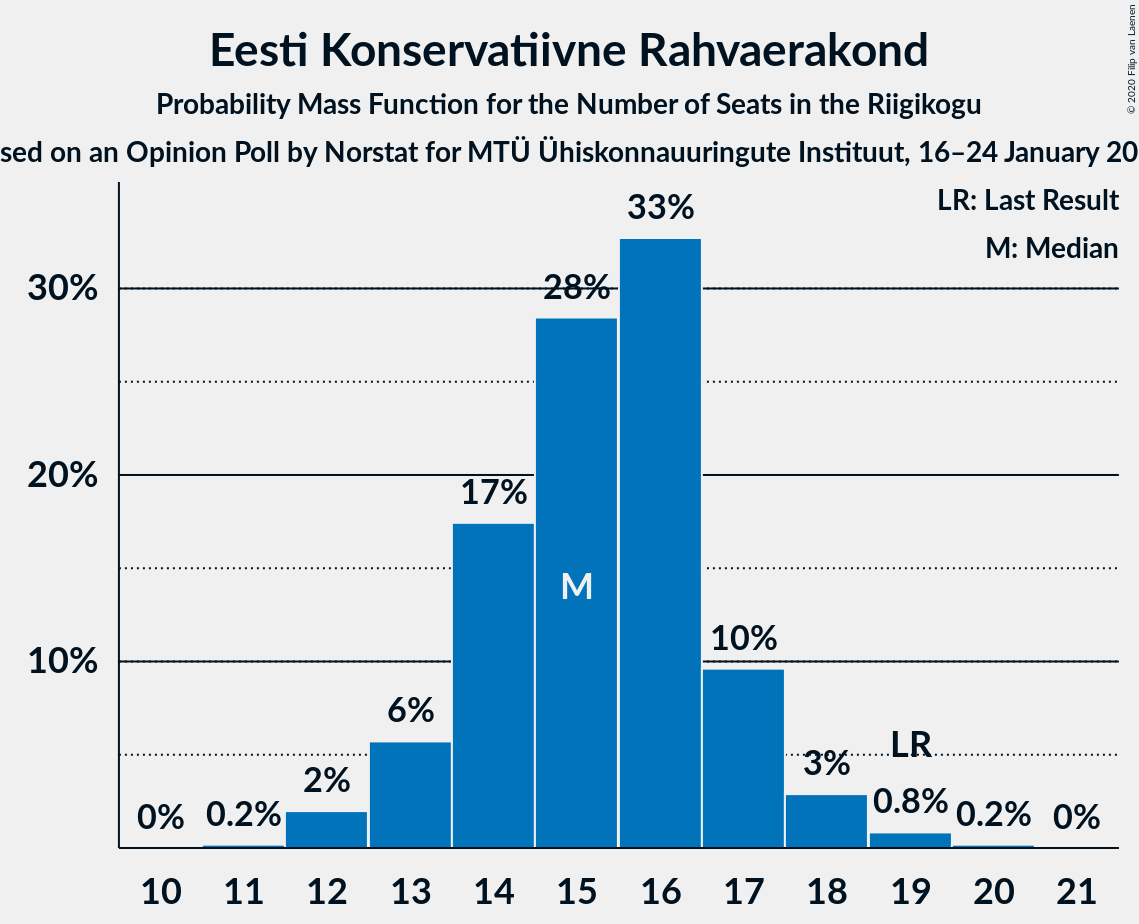 Eesti Konservatiivne Rahvaerakond
Probability Mass Function for the Number of Seats in the Riigikogu
sed on an Opinion Poll by Norstat for MTÜ Ühiskonnauuringute Instituut, 16–24 January 20
© 2020 Filip van Laenen
LR: Last Result
M: Median
33%
30%
28%
20%
17%
M
10%
10%
6%
LR
3%
2%
0%
0.2%
0.8%
0.2%
0%
10 11 12 13 14 15 16 17 18 19 20 21